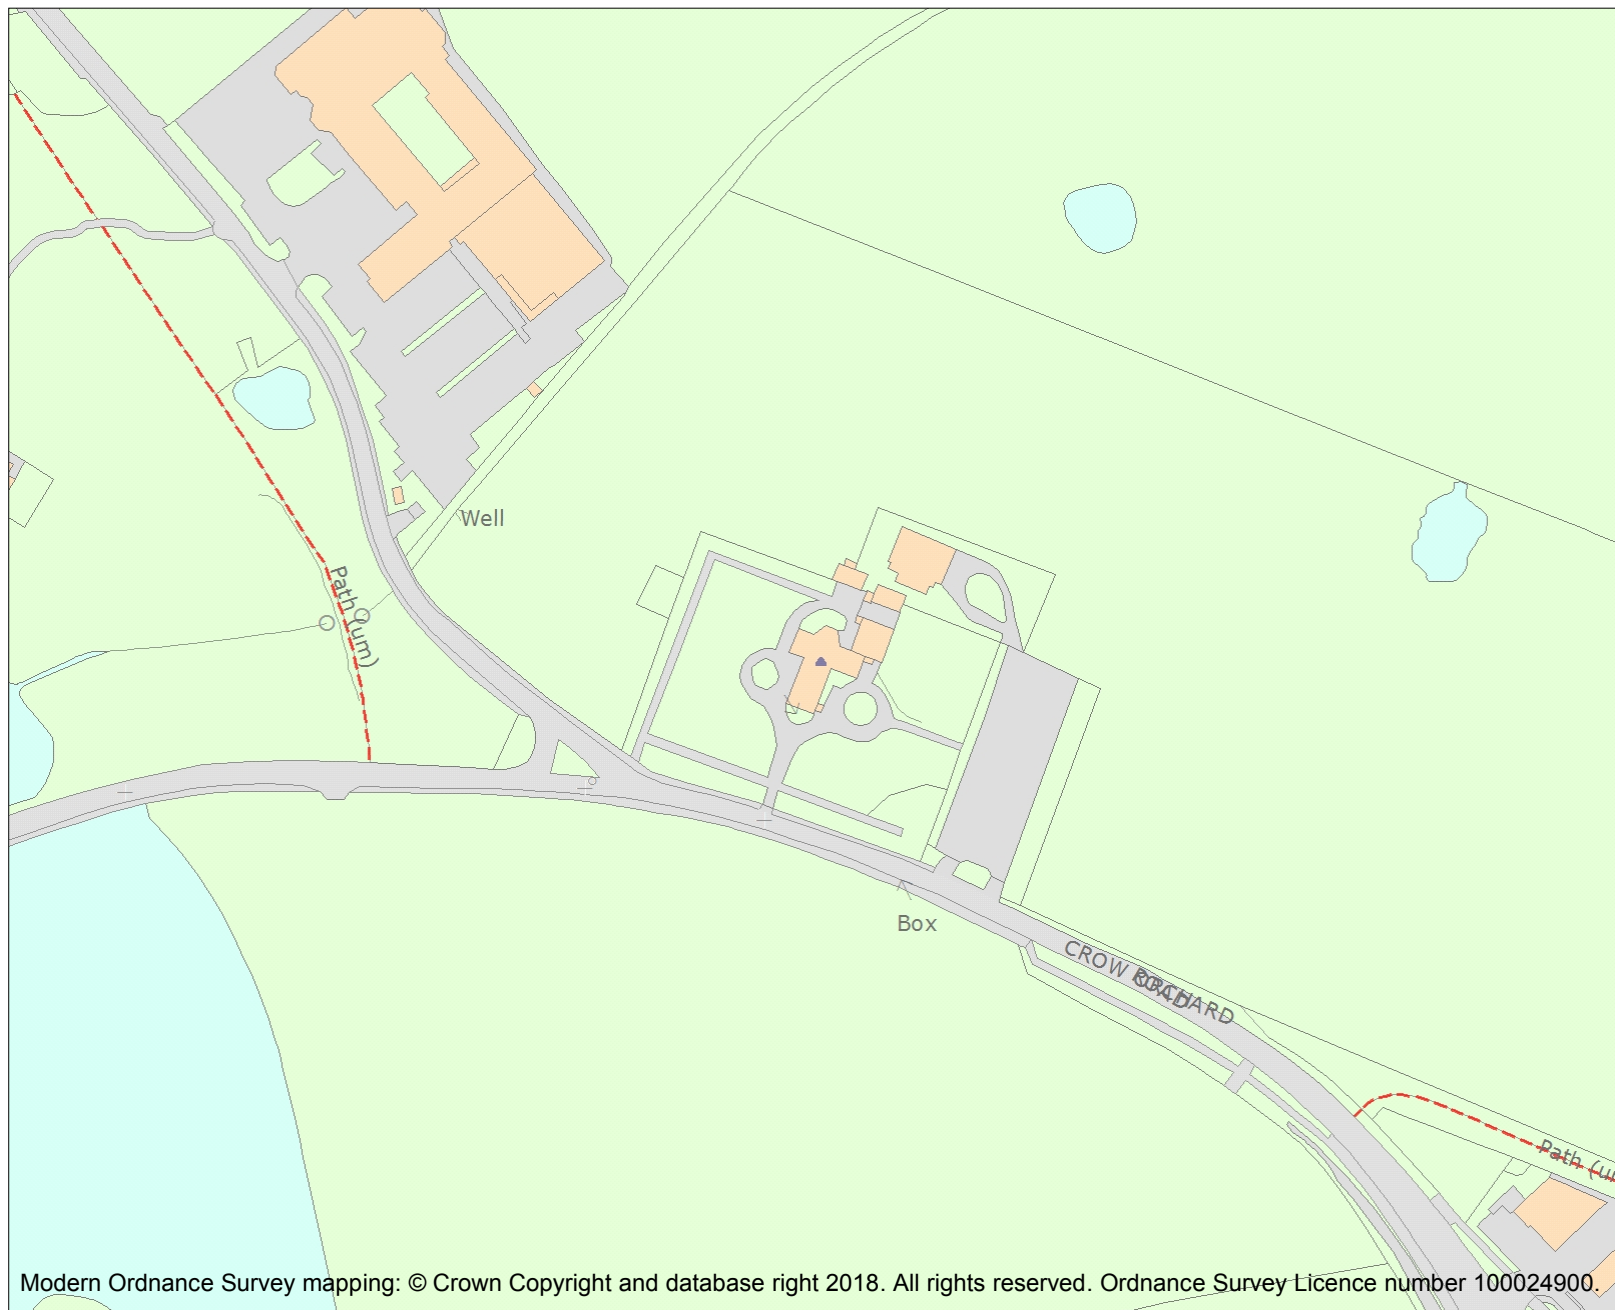 Well
Path (um)
Box
CROW ORCHARD
ROAD
Path (u
Modern Ordnance Survey mapping: © Crown Copyright and database right 2018. All rights reserved. Ordnance Survey Licence number 100024900.